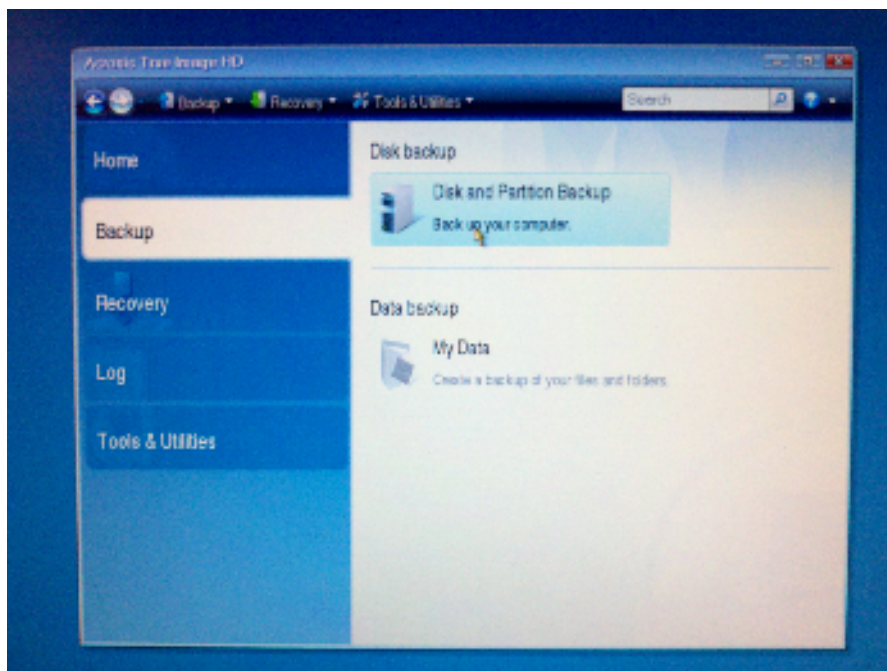 Acronis True Image HD
Backup Recovery Tools & Utilities Search
Home
Backup
Recovery
Log
Tools & Utilities
Disk backup
Disk and Partition Backup
Back up your computer.
Data backup
My Data
Create a backup of your files and folders.